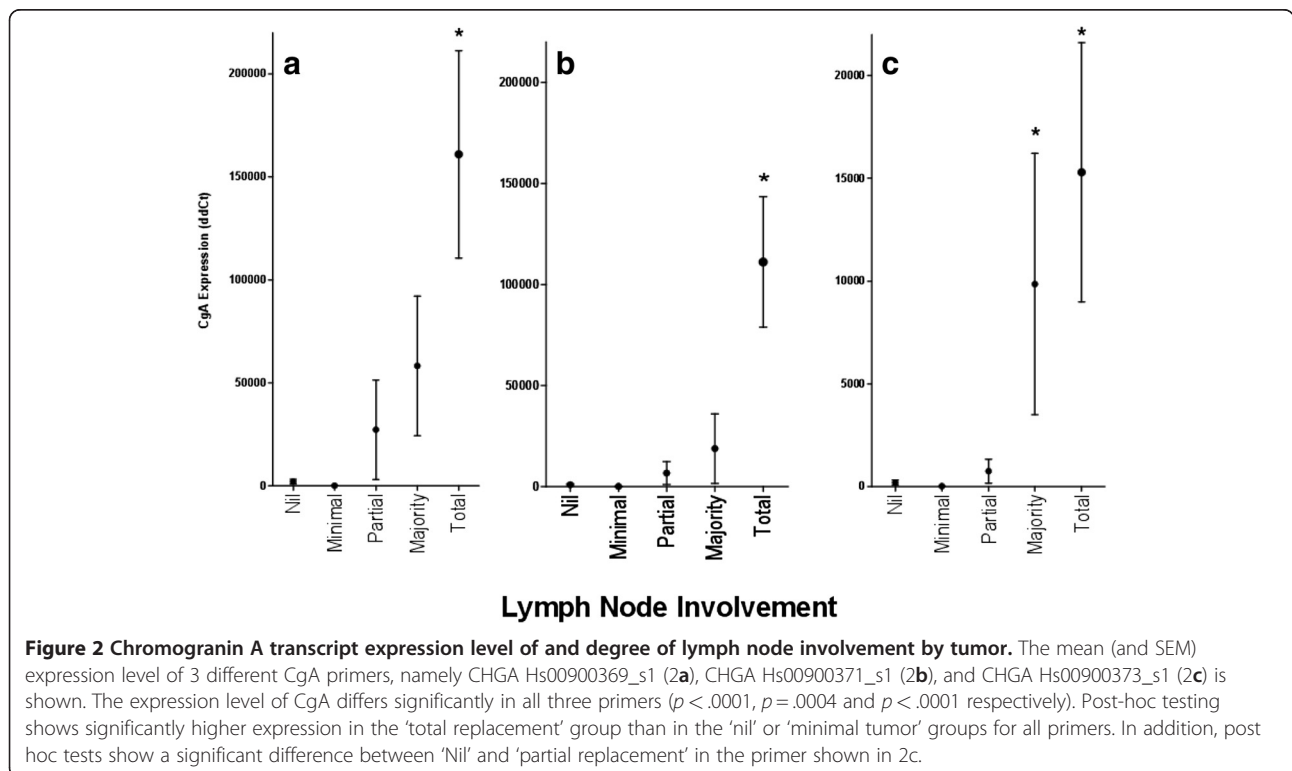 a
*
200000
150000
100000
50000
0
CgA Expression (ddCt)
Nil
Minimal
Partial
Majority
Total
b
*
200000
150000
100000
50000
0
Nil
Minimal
Partial
Majority
Total
c
*
*
20000
15000
10000
5000
0
Nil
Minimal
Partial
Majority
Total
Lymph Node Involvement
Figure 2 Chromogranin A transcript expression level of and degree of lymph node involvement by tumor. The mean (and SEM)
expression level of 3 different CgA primers, namely CHGA Hs00900369_s1 (2a), CHGA Hs00900371_s1 (2b), and CHGA Hs00900373_s1 (2c) is
shown. The expression level of CgA differs significantly in all three primers (p < .0001, p = .0004 and p < .0001 respectively). Post-hoc testing
shows significantly higher expression in the 'total replacement' group than in the 'nil' or 'minimal tumor' groups for all primers. In addition, post
hoc tests show a significant difference between 'Nil' and 'partial replacement' in the primer shown in 2c.